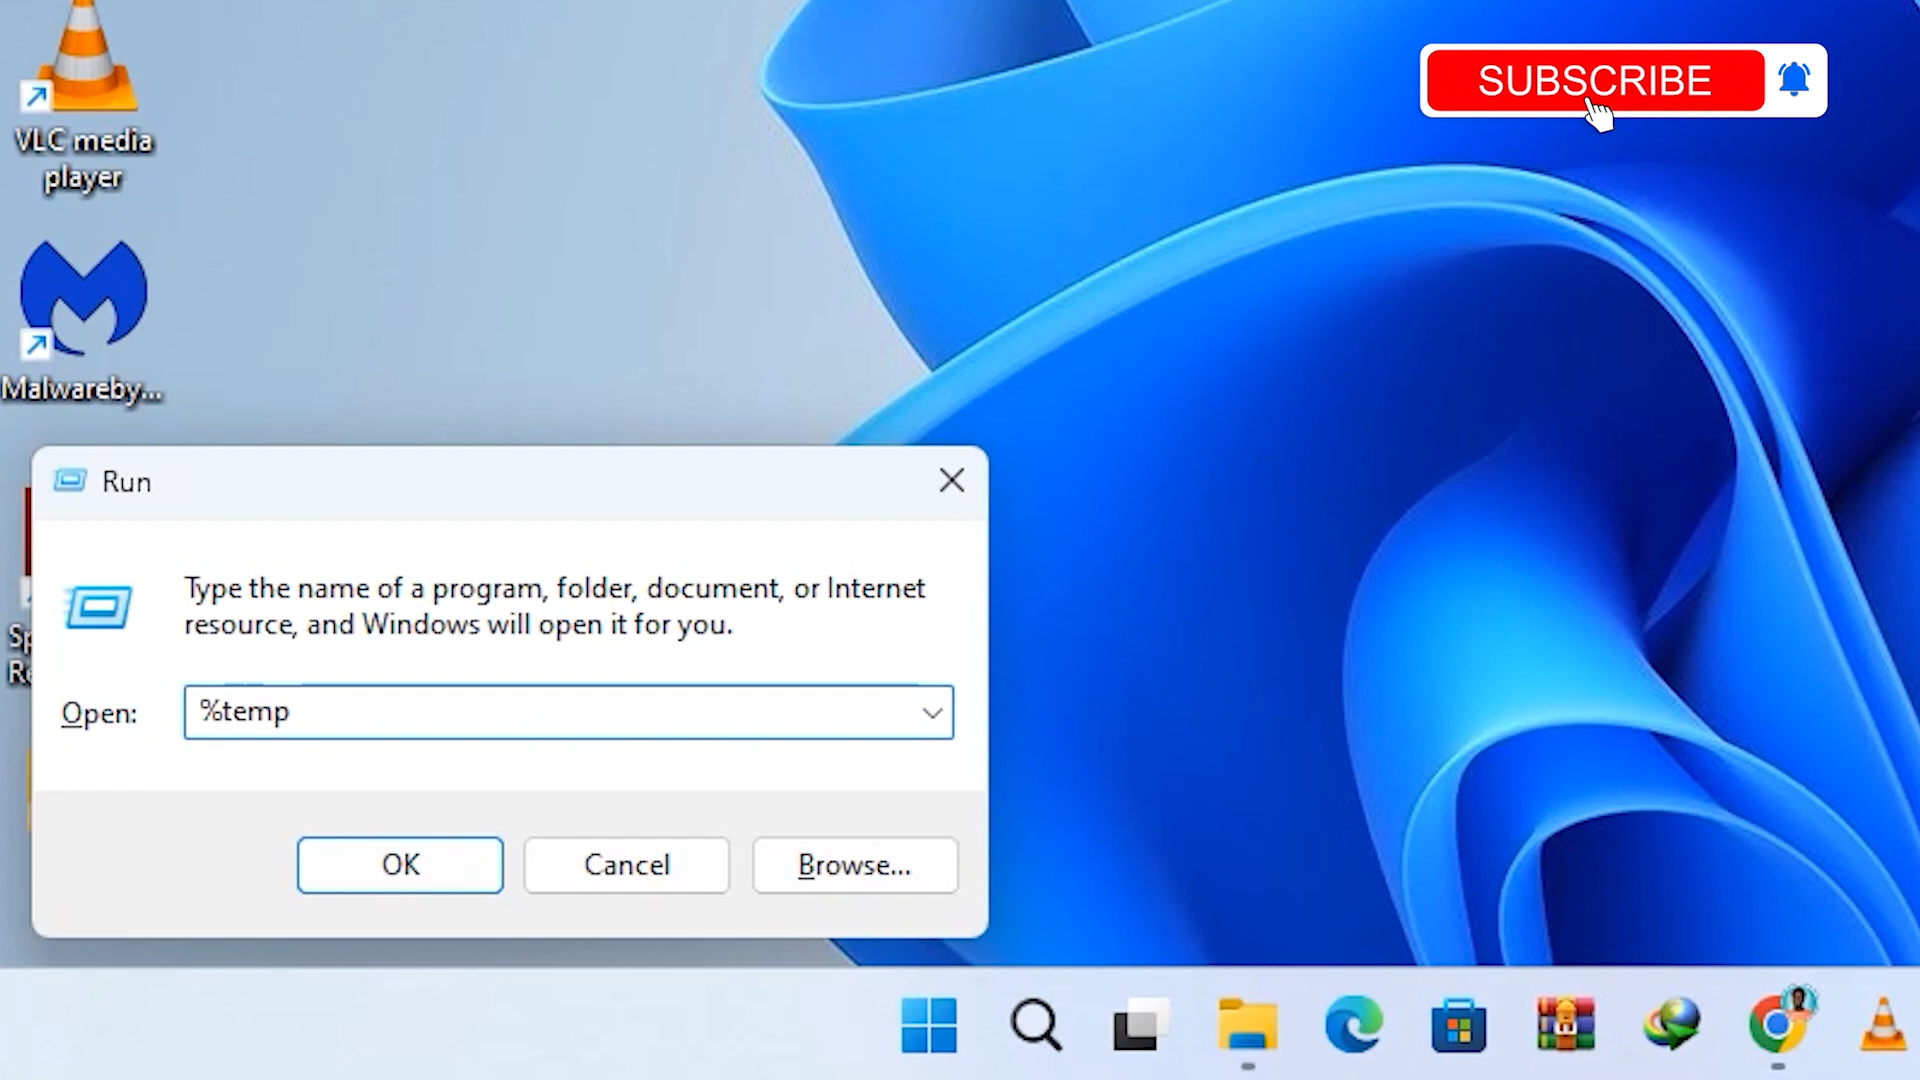 SUBSCRIBE
VLC media
player
Malwareby...
Run
Type the name of a program, folder, document, or Internet
resource, and Windows will open it for you.
Open:
%temp
OK
Cancel
Browse...